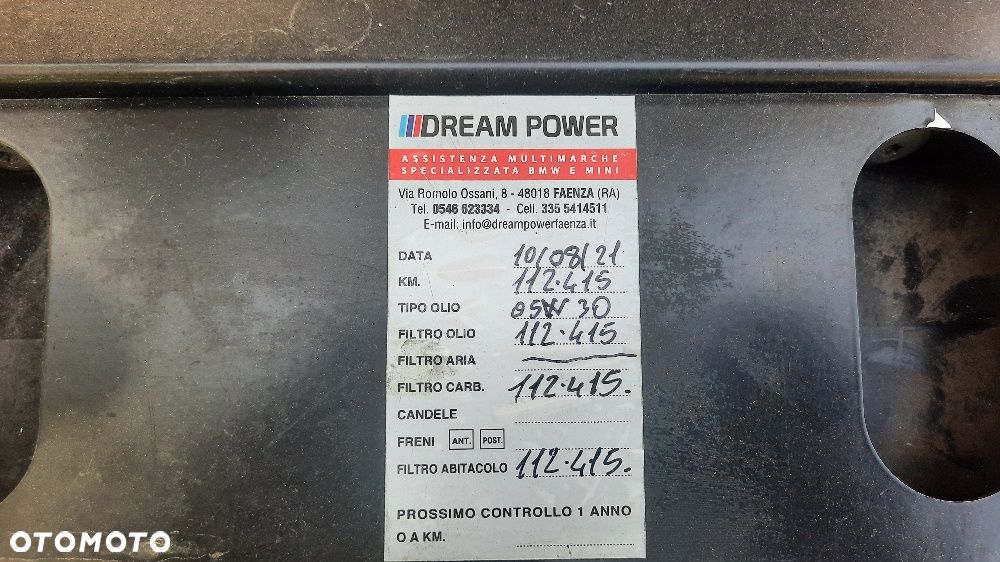 DREAM POWER
ASSISTENZA MULTIMARCHE
SPECIALIZZATA BMW E MINI
Via Romolo Ossani, 8 - 48018 FAENZA (RA)
Tel. 0546 623334 - Cell. 335 5414511
E-mail: info@dreampowerfaenza.it
DATA 10/08/21
KM. 112.415
TIPO OLIO 05W 30
FILTRO OLIO 112.415
FILTRO ARIA
FILTRO CARB. 112.415.
CANDELE
FRENI ANT. POST.
FILTRO ABITACOLO 112.415.
PROSSIMO CONTROLLO 1 ANNO
O A KM.
OTOMOTO